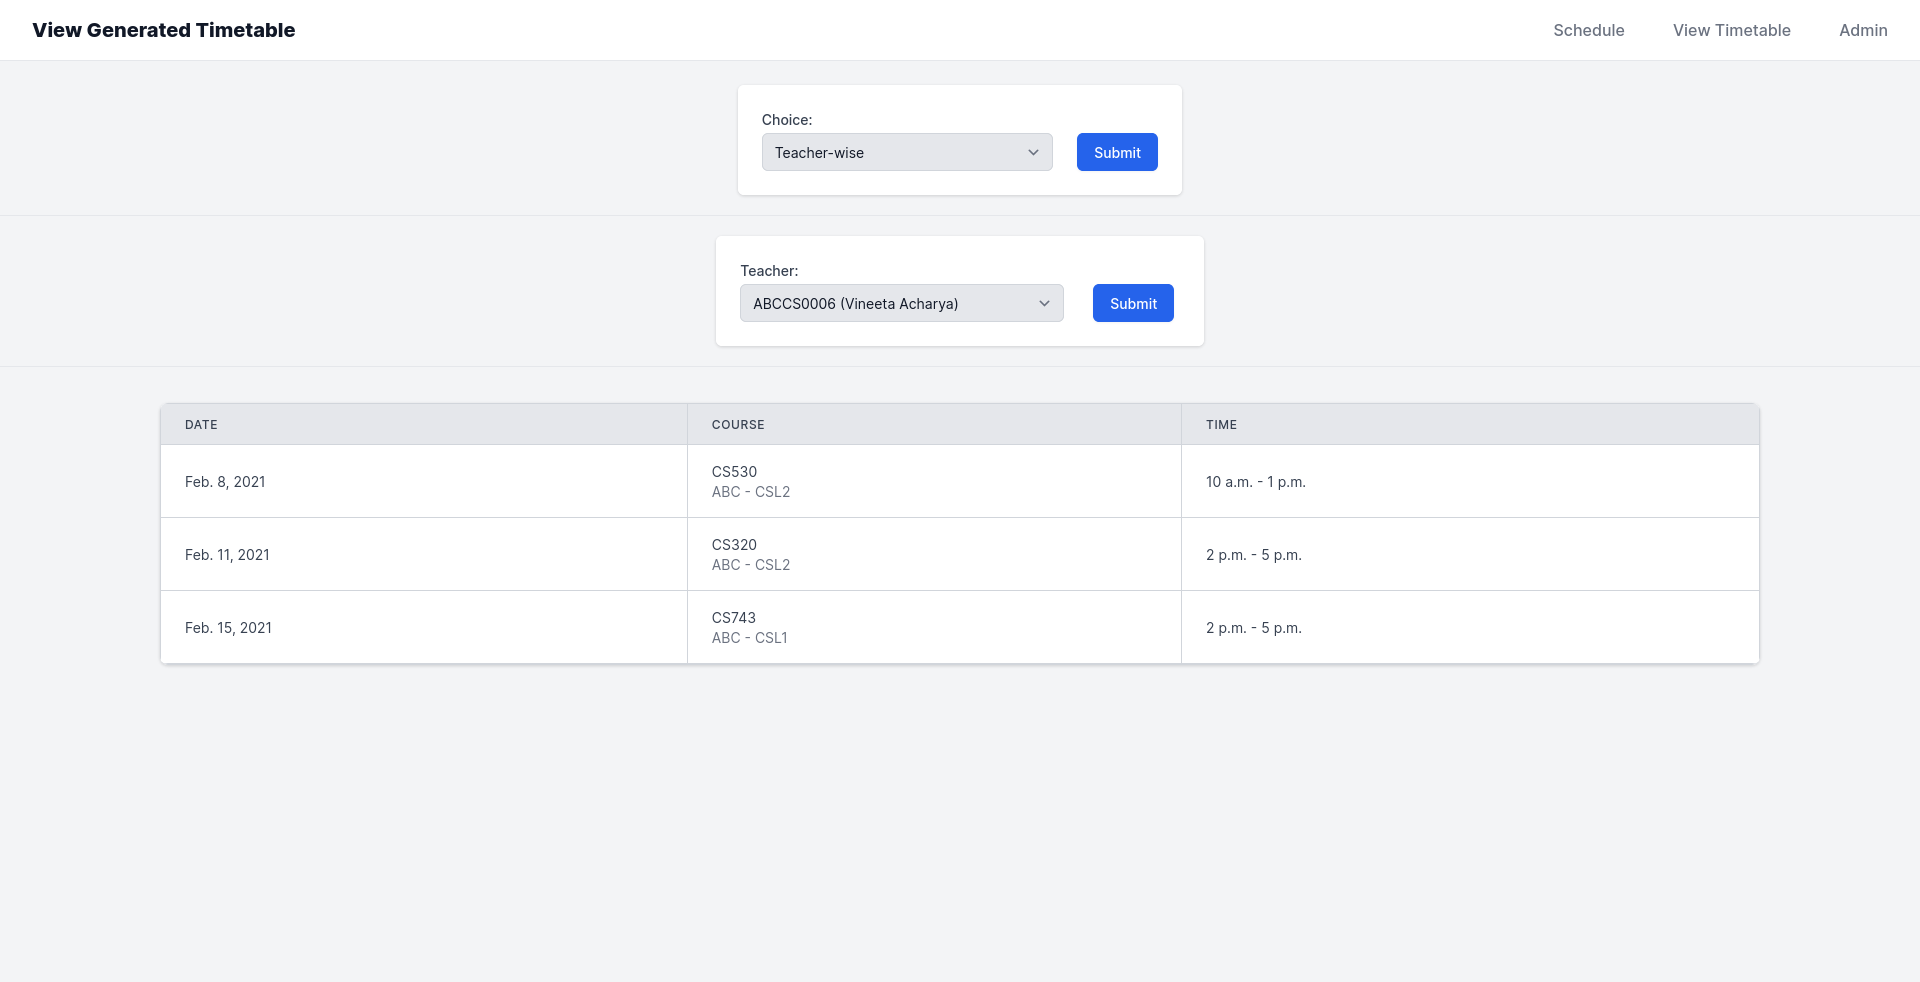 View Generated Timetable
Schedule View Timetable Admin
Choice:
Teacher-wise Submit
Teacher:
ABCCS0006 (Vineeta Acharya) Submit
DATE COURSE TIME
Feb. 8, 2021 CS530 10 a.m. - 1 p.m.
ABC - CSL2
Feb. 11, 2021 CS320 2 p.m. - 5 p.m.
ABC - CSL2
Feb. 15, 2021 CS743 2 p.m. - 5 p.m.
ABC - CSL1